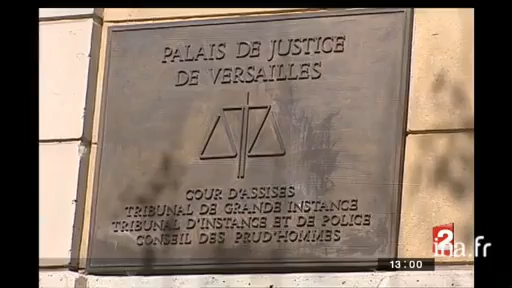 PALAIS DE JUSTICE
DE VERSAILLES
COUR D'ASSISES
TRIBUNAL DE GRANDE INSTANCE
TRIBUNAL D'INSTANCE ET DE POLICE
CONSEIL DES PRUD'HOMMES
2
ina.fr
13:00